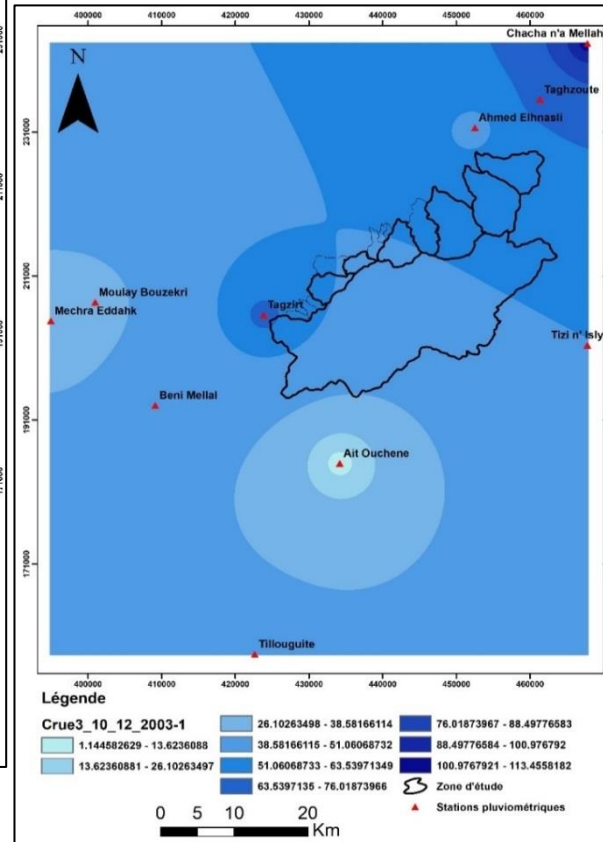 400000 410000 420000 430000 440000 450000 460000
Chacha n'a Mellah
N
Taghzoute
Ahmed Elhnasli
231000
211000
Moulay Bouzekri
Mechra Eddahk
Tagzirt
Tizi n' Isly
Beni Mellal
191000
Ait Ouchene
171000
Tillouguite
400000 410000 420000 430000 440000 450000 460000
Légende
Crue3_10_12_2003-1
1.144582629 - 13.6236088
13.62360881 - 26.10263497
26.10263498 - 38.58166114
38.58166115 - 51.06068732
51.06068733 - 63.53971349
63.5397135 - 76.01873966
76.01873967 - 88.49776583
88.49776584 - 100.976792
100.9767921 - 113.4558182
Zone d'étude
Stations pluviométriques
0 5 10 20
Km